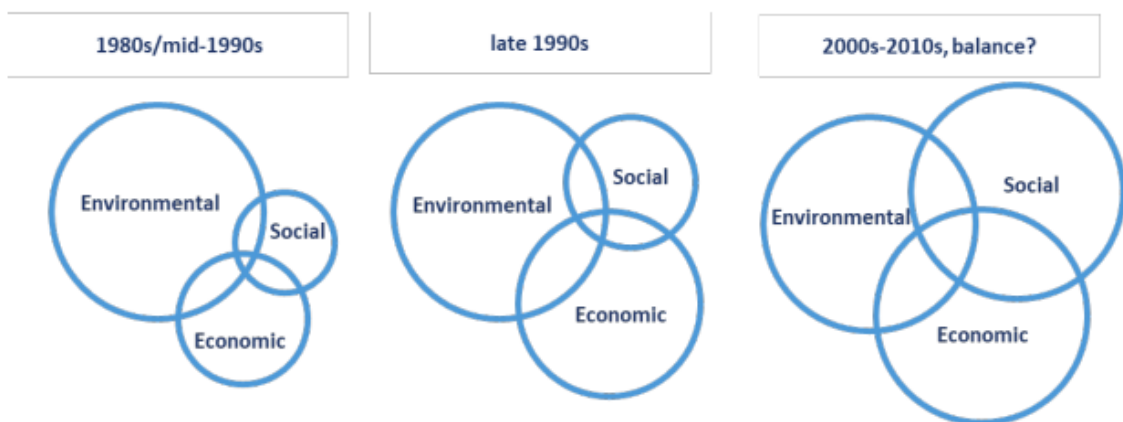 1980s/mid-1990s
late 1990s
2000s-2010s, balance?
Environmental
Social
Economic
Environmental
Social
Economic
Environmental
Social
Economic